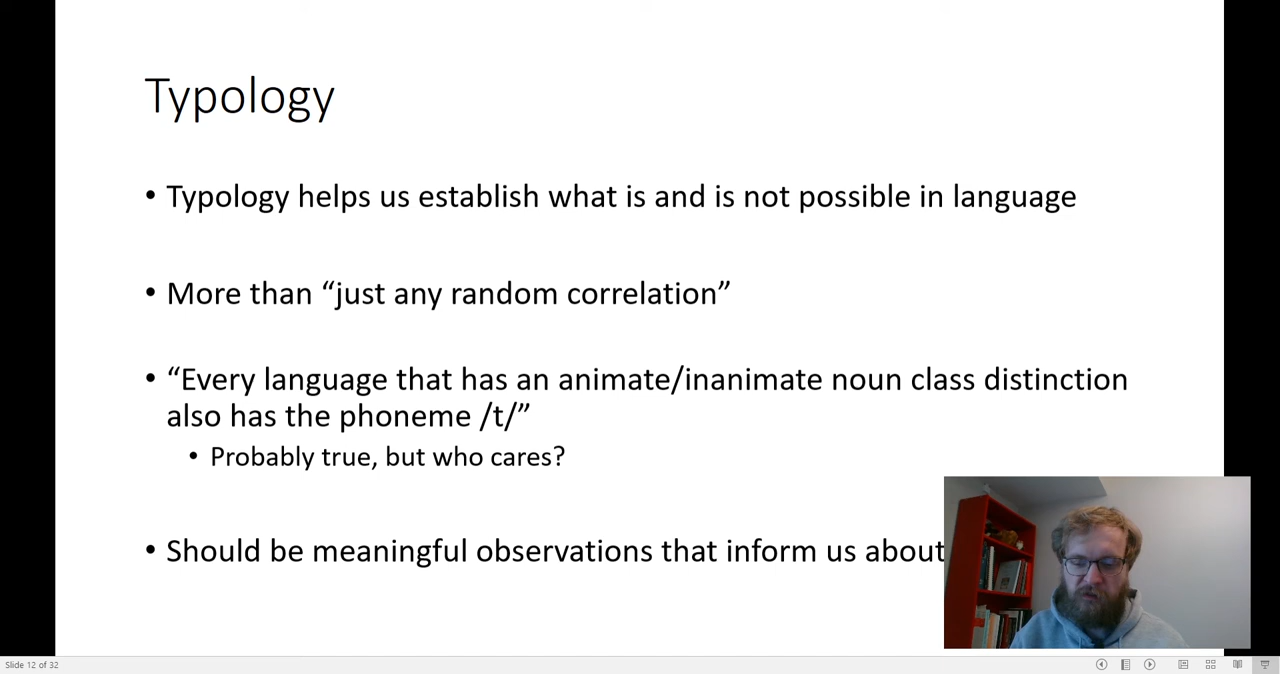 Typology
• Typology helps us establish what is and is not possible in language
• More than “just any random correlation”
• “Every language that has an animate/inanimate noun class distinction
also has the phoneme /t/”
• Probably true, but who cares?
• Should be meaningful observations that inform us about
Slide 12 of 32